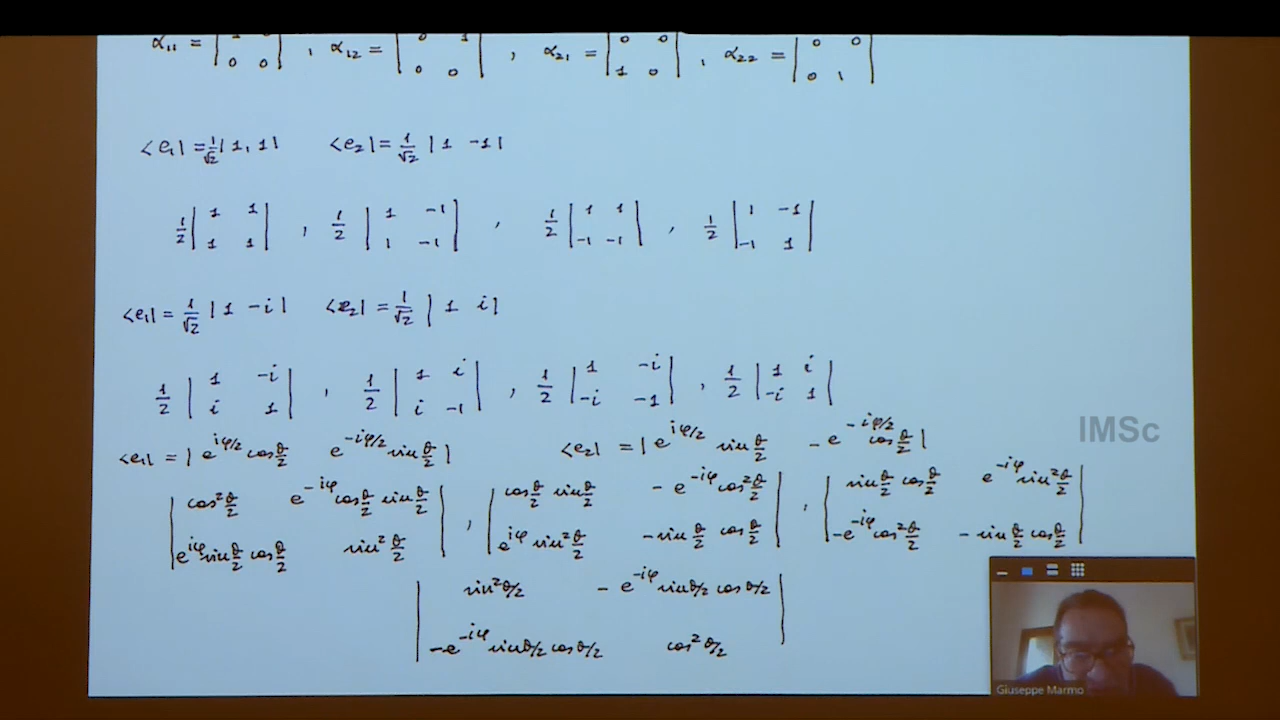 α₁₁ = | 1 0 ; 0 0 | , α₁₂ = | 0 1 ; 0 0 | , α₂₁ = | 0 0 ; 1 0 | , α₂₂ = | 0 0 ; 0 1 |
<e₁| = 1/√2 | 1, 1 | <e₂| = 1/√2 | 1 -1 |
1/2 | 1 1 ; 1 1 | , 1/2 | 1 -1 ; 1 -1 | , 1/2 | 1 1 ; -1 -1 | , 1/2 | 1 -1 ; -1 1 |
<e₁| = 1/√2 | 1 -i | <e₂| = 1/√2 | 1 i |
1/2 | 1 -i ; i 1 | , 1/2 | 1 i ; i -1 | , 1/2 | 1 -i ; -i -1 | , 1/2 | 1 i ; -i 1 |
<e₁| = | e^{iφ/2} cos θ/2 e^{-iφ/2} sin θ/2 | <e₂| = | e^{iφ/2} sin θ/2 - e^{-iφ/2} cos θ/2 |
| cos² θ/2 e^{-iφ} cos θ/2 sin θ/2 ; e^{iφ} sin θ/2 cos θ/2 sin² θ/2 | , | cos θ/2 sin θ/2 - e^{-iφ} cos² θ/2 ; e^{iφ} sin² θ/2 - sin θ/2 cos θ/2 | , | sin θ/2 cos θ/2 e^{-iφ} sin² θ/2 ; -e^{-iφ} cos² θ/2 - sin θ/2 cos θ/2 |
| sin² θ/2 - e^{-iφ} sin θ/2 cos θ/2 ; -e^{-iφ} sin θ/2 cos θ/2 cos² θ/2 |
IMSc
Giuseppe Marmo